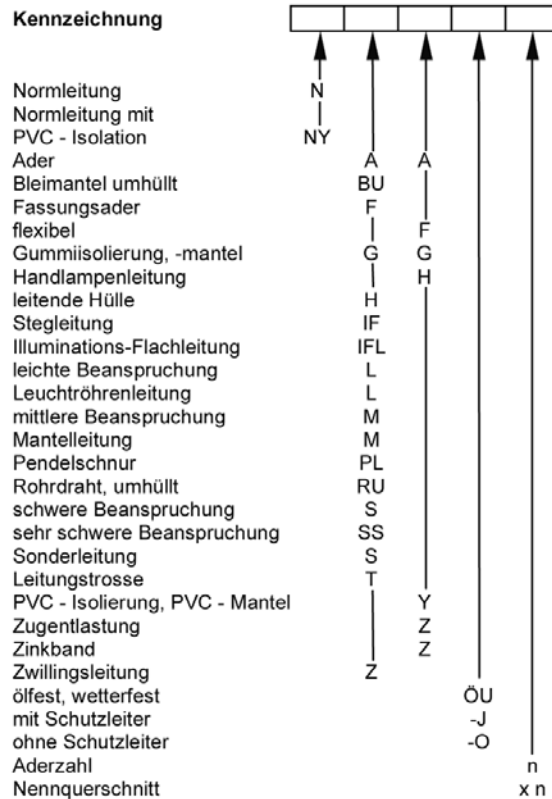 Kennzeichnung
Normleitung N
Normleitung mit
PVC - Isolation NY
Ader A A
Bleimantel umhüllt BU
Fassungsader F
flexibel F
Gummiisolierung, -mantel G G
Handlampenleitung H
leitende Hülle H
Stegleitung IF
Illuminations-Flachleitung IFL
leichte Beanspruchung L
Leuchtröhrenleitung L
mittlere Beanspruchung M
Mantelleitung M
Pendelschnur PL
Rohrdraht, umhüllt RU
schwere Beanspruchung S
sehr schwere Beanspruchung SS
Sonderleitung S
Leitungstrosse T
PVC - Isolierung, PVC - Mantel Y
Zugentlastung Z
Zinkband Z
Zwillingsleitung Z
ölfest, wetterfest ÖU
mit Schutzleiter -J
ohne Schutzleiter -O
Aderzahl n
Nennquerschnitt x n